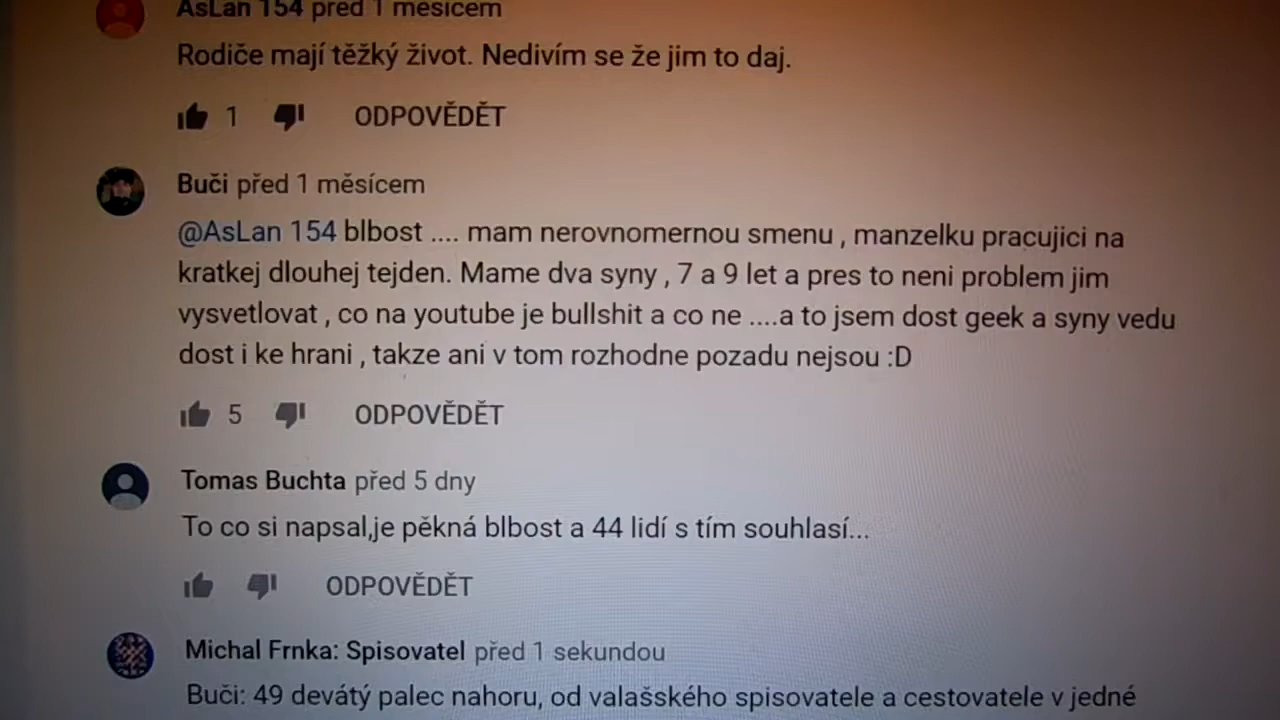 AsLan 154 před 1 měsícem
Rodiče mají těžký život. Nedivím se že jim to daj.
1 ODPOVĚDĚT
Buči před 1 měsícem
@AsLan 154 blbost .... mam nerovnomernou smenu , manzelku pracujici na
kratkej dlouhej tejden. Mame dva syny , 7 a 9 let a pres to neni problem jim
vysvetlovat , co na youtube je bullshit a co ne ....a to jsem dost geek a syny vedu
dost i ke hrani , takze ani v tom rozhodne pozadu nejsou :D
5 ODPOVĚDĚT
Tomas Buchta před 5 dny
To co si napsal,je pěkná blbost a 44 lidí s tím souhlasí...
ODPOVĚDĚT
Michal Frnka: Spisovatel před 1 sekundou
Buči: 49 devátý palec nahoru, od valašského spisovatele a cestovatele v jedné